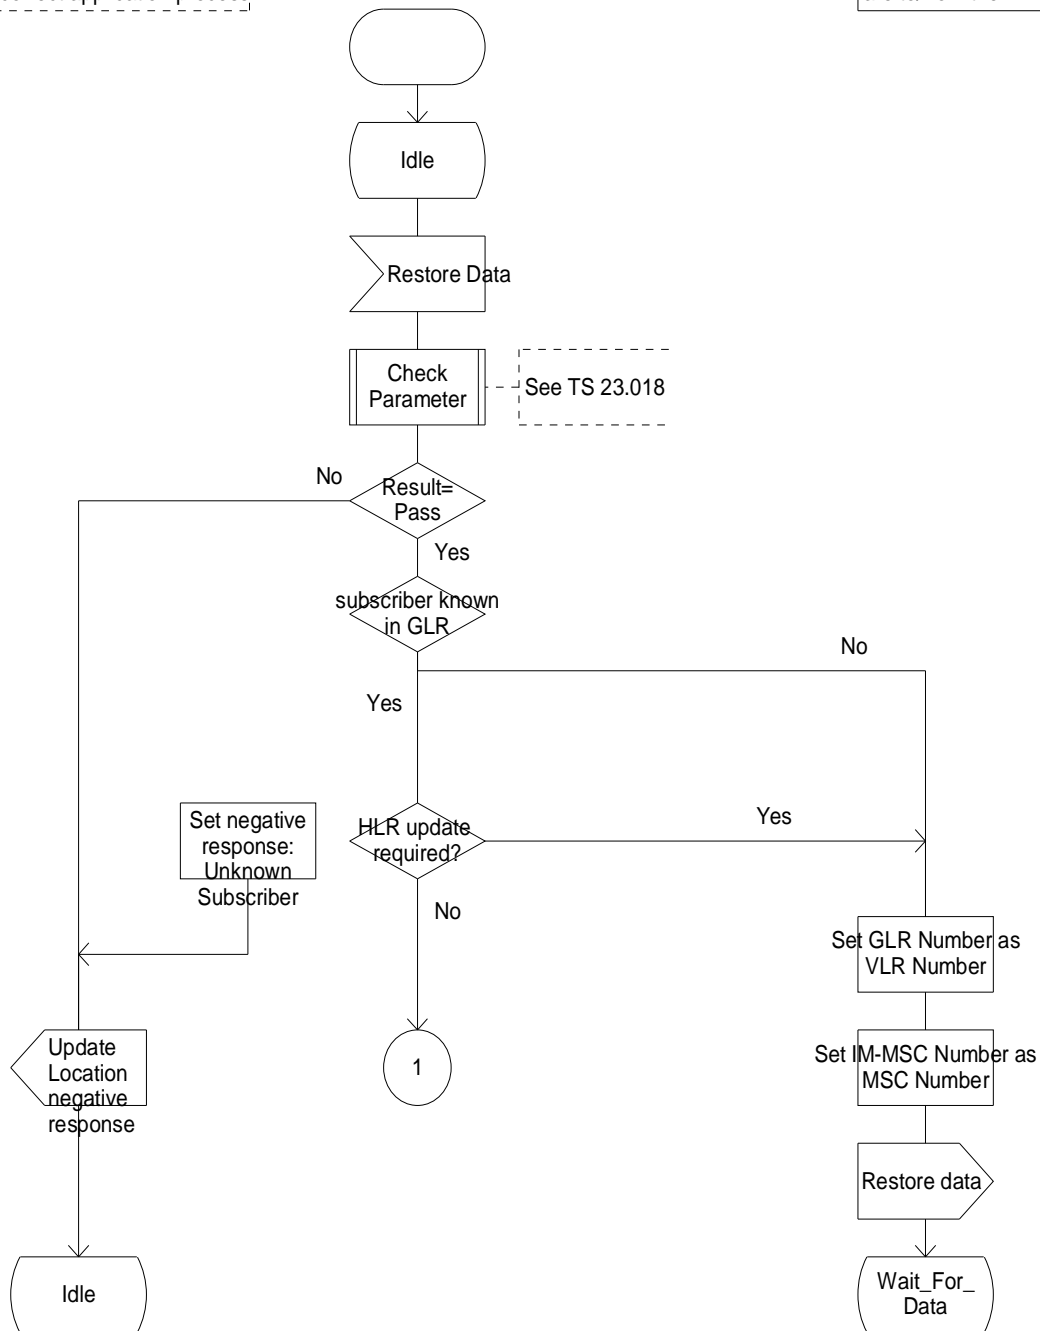 Idle
Restore Data
Check
Parameter
See TS 23.018
No
Result=
Pass
Yes
subscriber known
in GLR
No
Yes
Set negative
response:
Unknown
Subscriber
HLR update
required?
Yes
No
Set GLR Number as
VLR Number
Update
Location
negative
response
1
Set IM-MSC Number as
MSC Number
Restore data
Idle
Wait_For_
Data